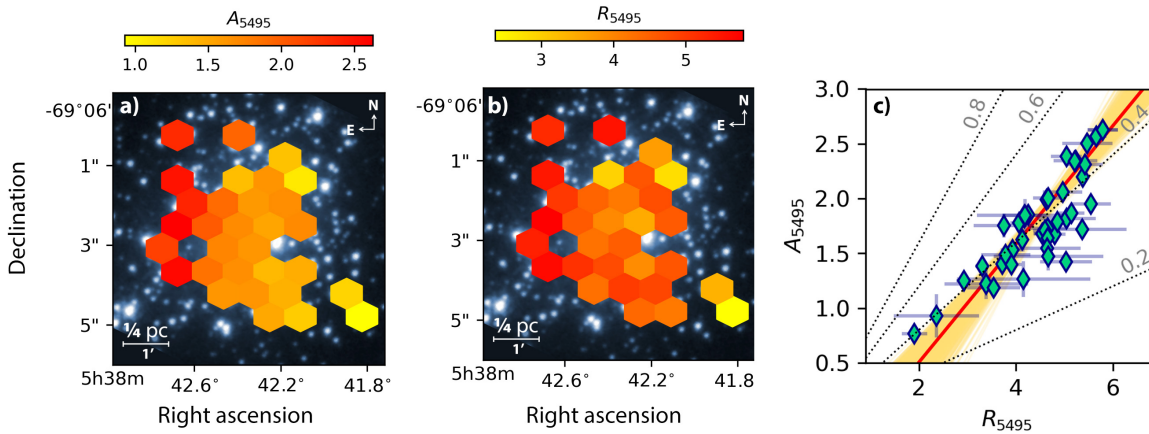 A5495
1.0 1.5 2.0 2.5
R5495
3 4 5
a)
N
E
b)
N
E
c)
-69°06'
1"
3"
5"
Declination
¼ pc
1'
5h38m 42.6 42.2° 41.8°
Right ascension
-69°06'
1"
3"
5"
¼ pc
1'
5h38m 42.6° 42.2° 41.8
Right ascension
0.8
0.6
0.4
0.2
3.0
2.5
2.0
1.5
1.0
0.5
A5495
2 4 6
R5495